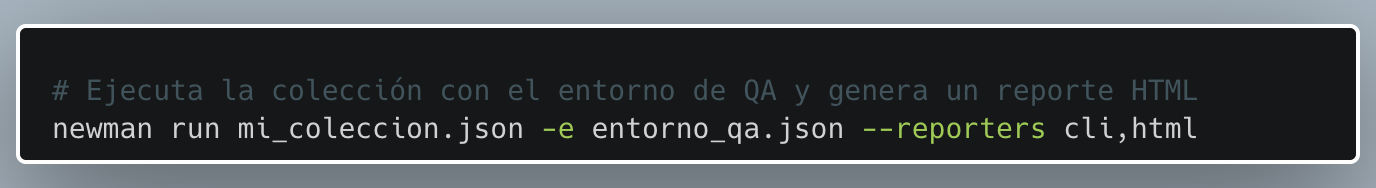 # Ejecuta la colección con el entorno de QA y genera un reporte HTML
newman run mi_coleccion.json -e entorno_qa.json --reporters cli,html